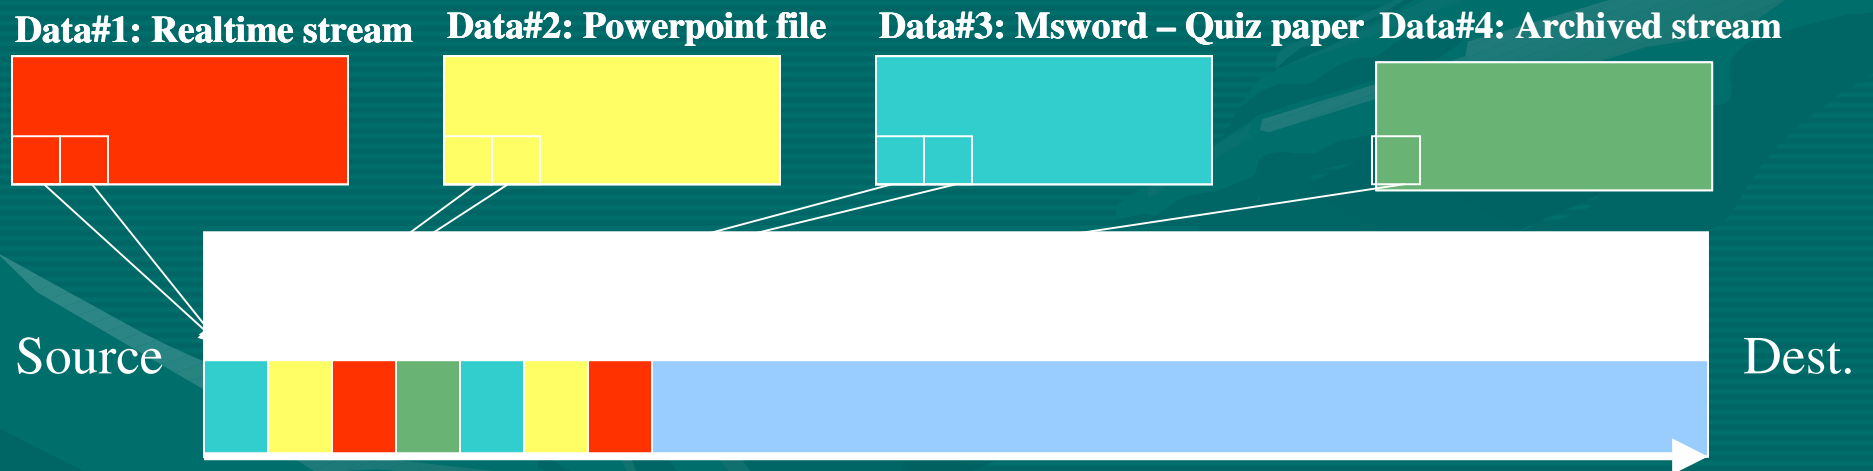 Data#1: Realtime stream
Data#2: Powerpoint file
Data#3: Msword – Quiz paper
Data#4: Archived stream
Source
Dest.